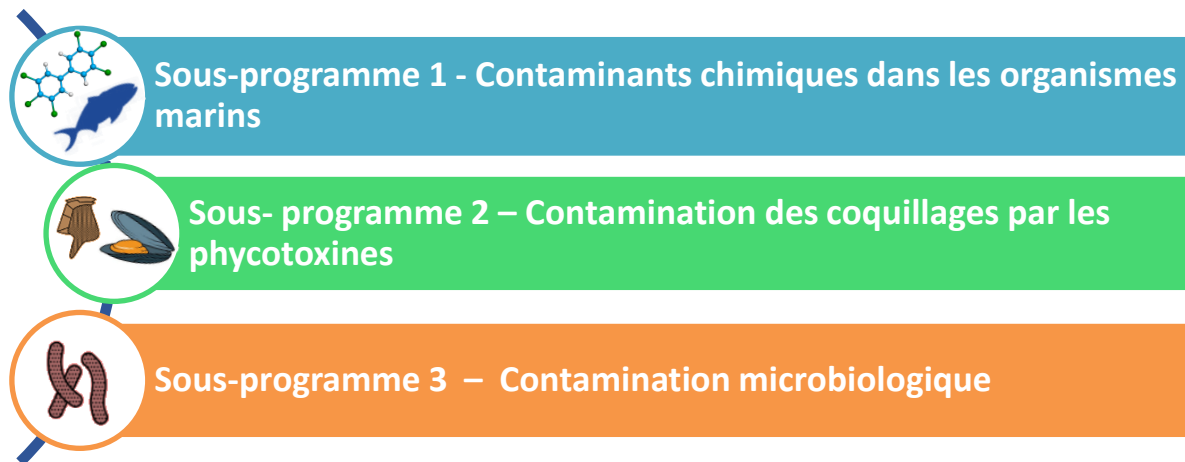 Sous-programme 1 - Contaminants chimiques dans les organismes
marins
Sous- programme 2 – Contamination des coquillages par les
phycotoxines
Sous-programme 3 – Contamination microbiologique